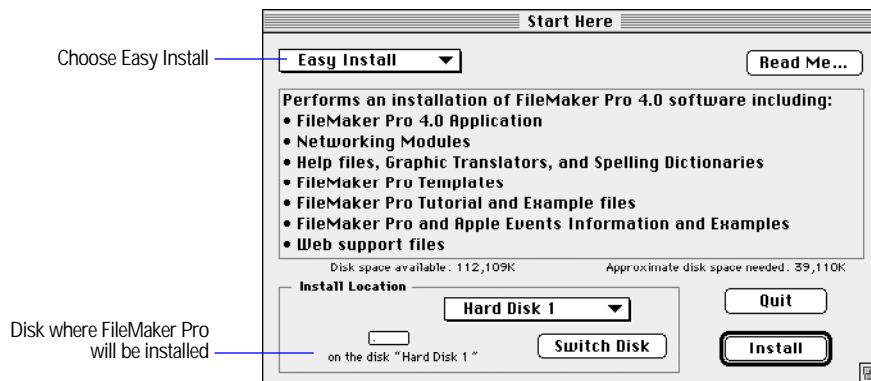 Start Here
Choose Easy Install
Easy Install
Read Me...
Performs an installation of FileMaker Pro 4.0 software including:
• FileMaker Pro 4.0 Application
• Networking Modules
• Help files, Graphic Translators, and Spelling Dictionaries
• FileMaker Pro Templates
• FileMaker Pro Tutorial and Example files
• FileMaker Pro and Apple Events Information and Examples
• Web support files
Disk space available: 112,109K
Approximate disk space needed: 39,110K
Install Location
Hard Disk 1
Quit
Disk where FileMaker Pro
will be installed
on the disk "Hard Disk 1"
Switch Disk
Install